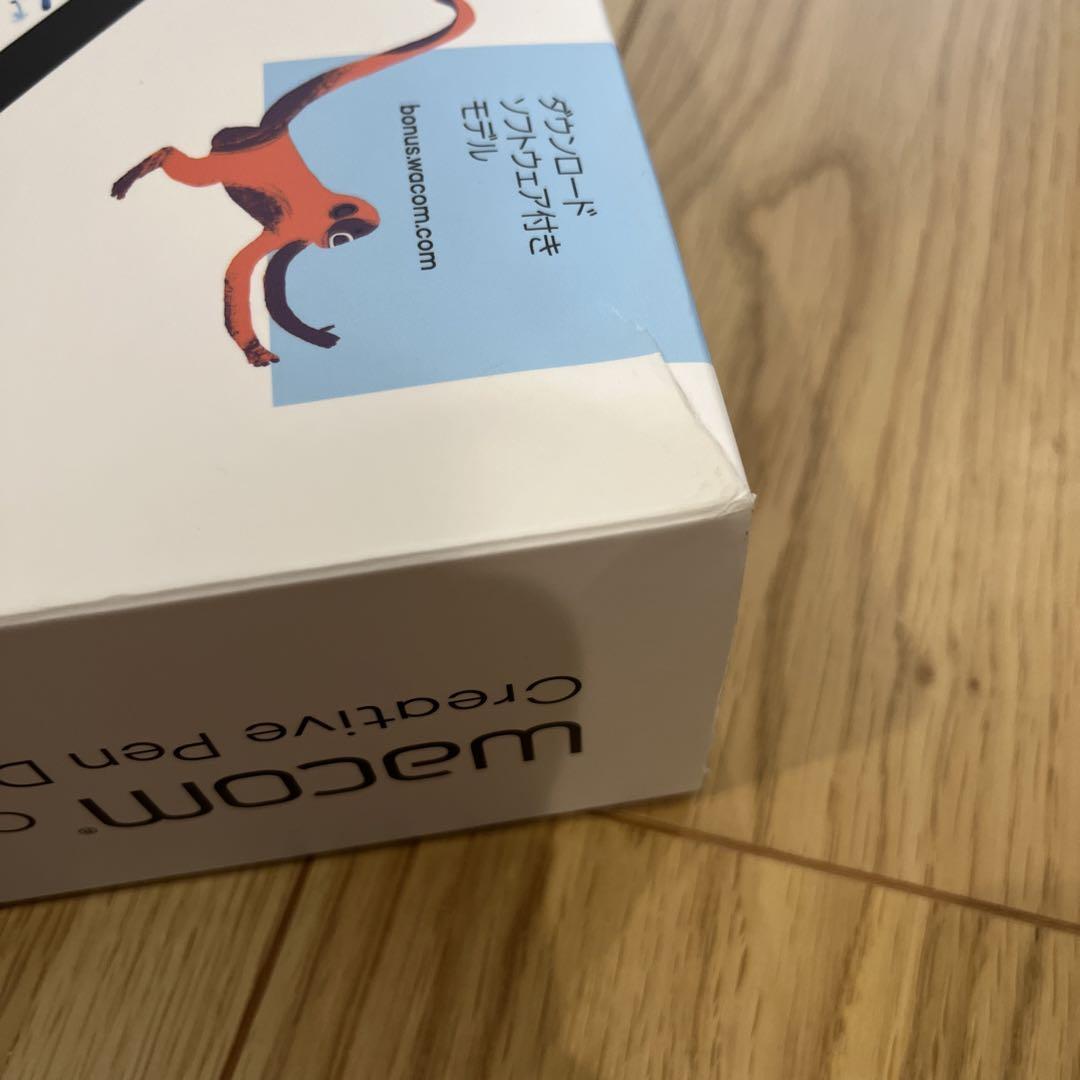 ダウンロード
ソフトウェア付き
モデル
bonus.wacom.com
wacom®
Creative Pen D